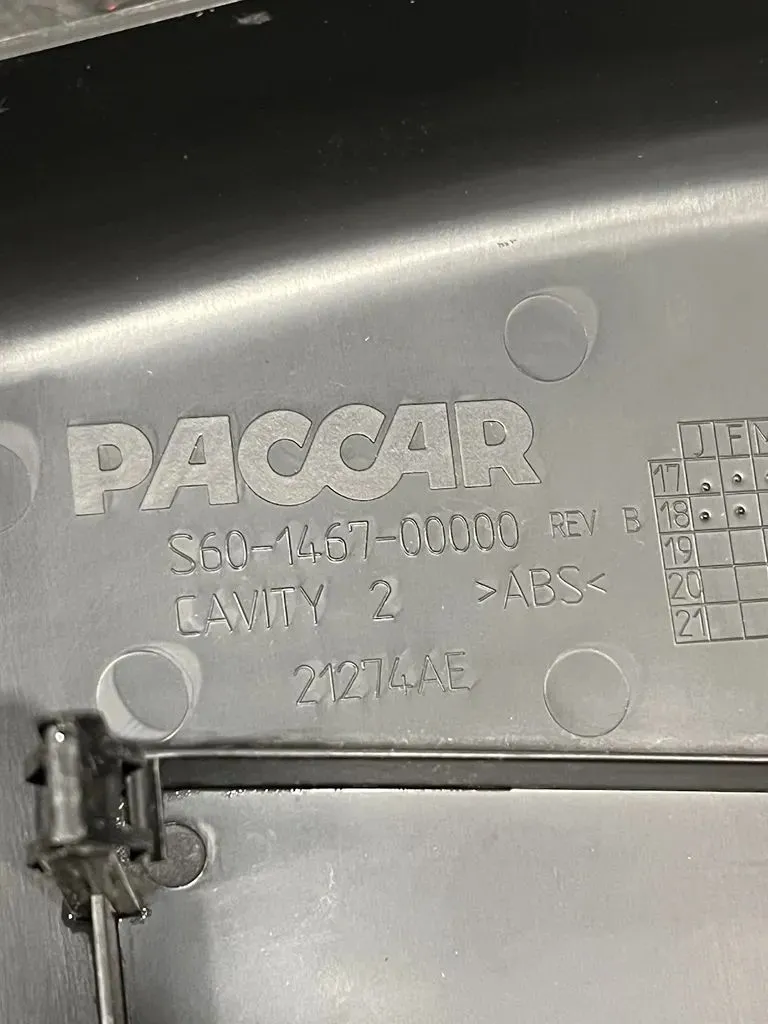 PACCAR
S60-1467-00000 REV B
CAVITY 2 >ABS<
21274AE
J F M
17
18
19
20
21